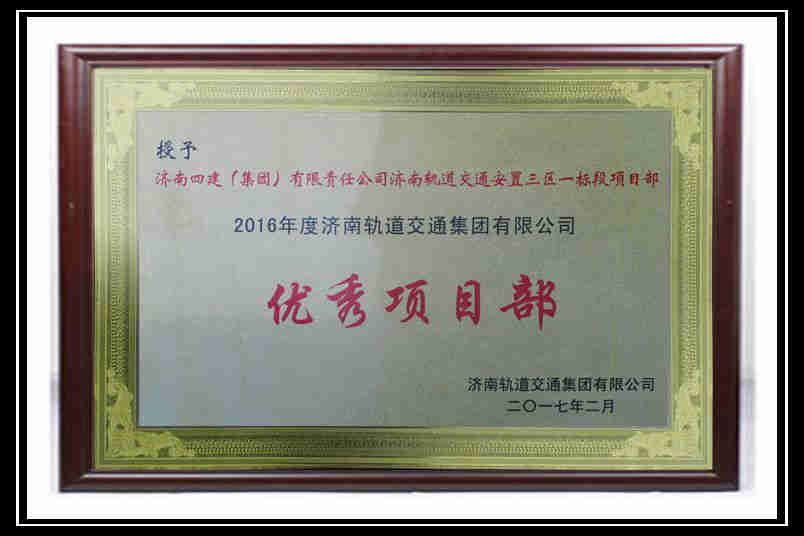 授予
济南四建（集团）有限责任公司济南轨道交通安置三区一标段项目部
2016年度济南轨道交通集团有限公司
优秀项目部
济南轨道交通集团有限公司
二〇一七年二月